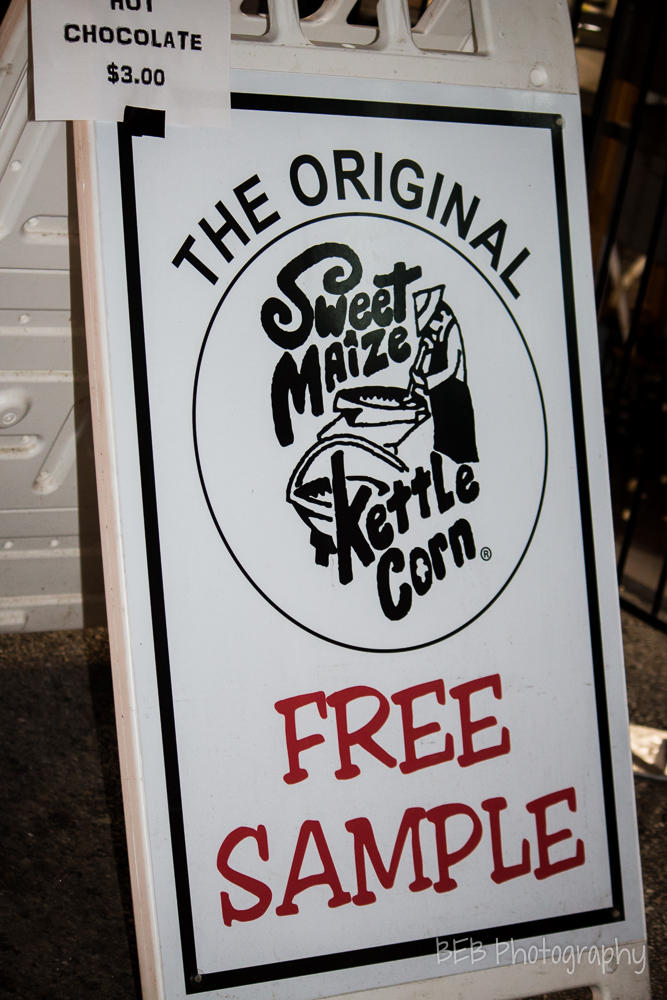 HOT
CHOCOLATE
$3.00
THE ORIGINAL
Sweet
Maize
Kettle
Corn®
FREE
SAMPLE
BEB Photography